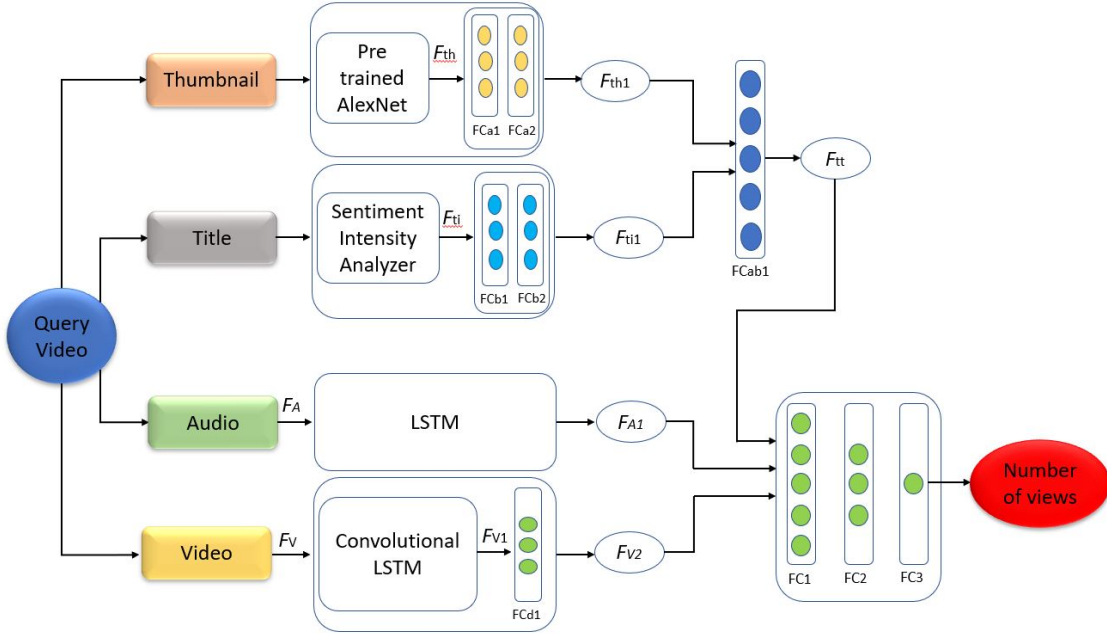 Thumbnail
Pre
trained
AlexNet
Fth
FCa1
FCa2
Fth1
Title
Sentiment
Intensity
Analyzer
Fti
FCb1
FCb2
Fti1
FCab1
Ftt
Query
Video
Audio
FA
LSTM
FA1
Video
FV
Convolutional
LSTM
FV1
FCd1
FV2
FC1
FC2
FC3
Number
of views